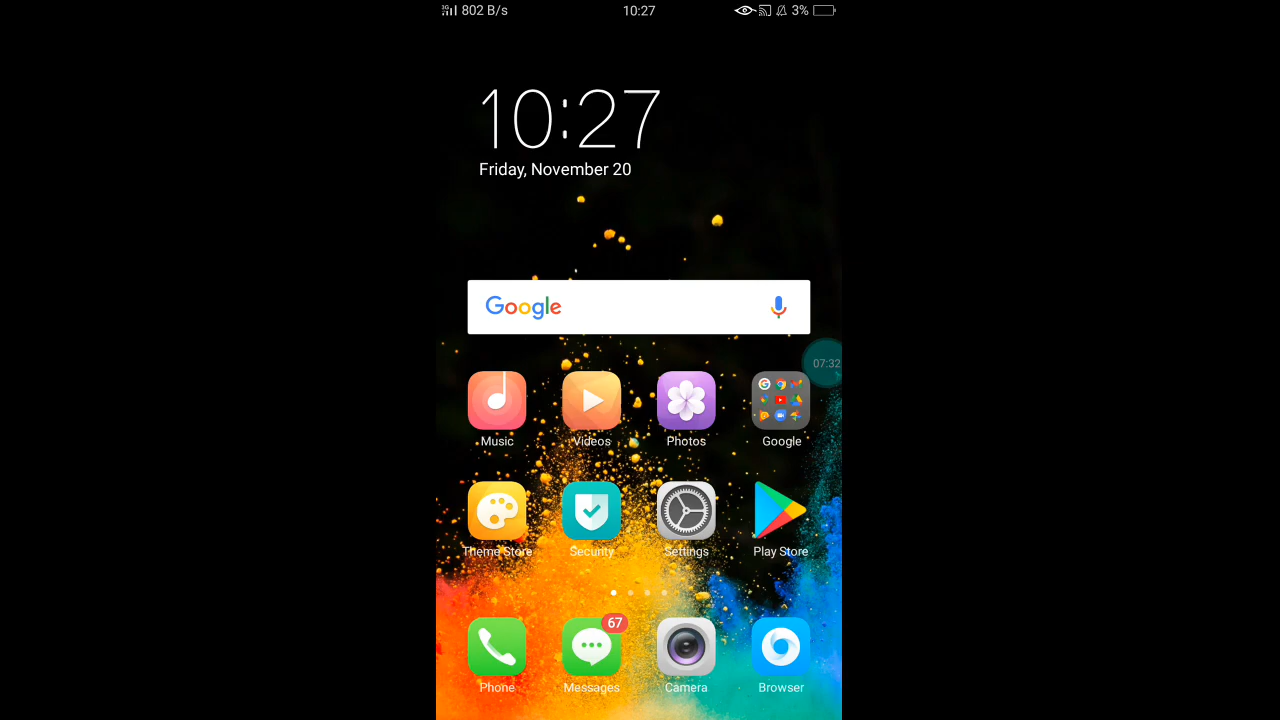 3G 802 B/s 10:27 3%
10:27
Friday, November 20
Google
07:32
Music Videos Photos Google
Theme Store Security Settings Play Store
67
Phone Messages Camera Browser